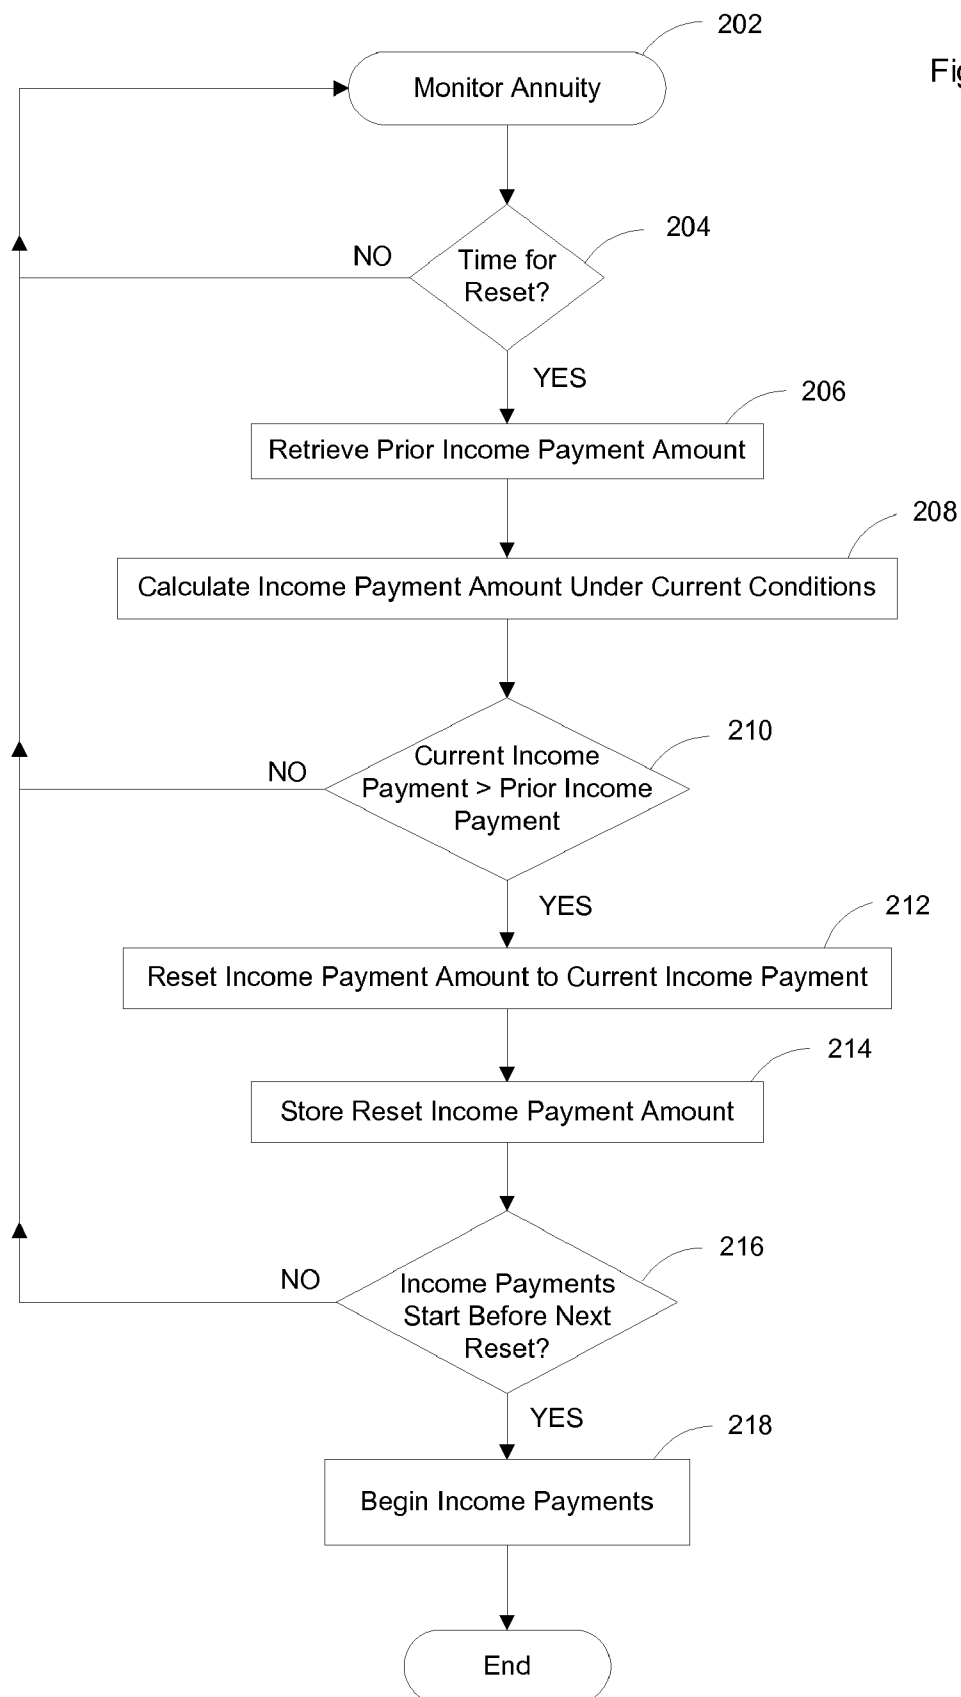 202
Fig
Monitor Annuity
204
NO
Time for
Reset?
YES
206
Retrieve Prior Income Payment Amount
208
Calculate Income Payment Amount Under Current Conditions
210
NO
Current Income
Payment > Prior Income
Payment
YES
212
Reset Income Payment Amount to Current Income Payment
214
Store Reset Income Payment Amount
216
NO
Income Payments
Start Before Next
Reset?
YES
218
Begin Income Payments
End